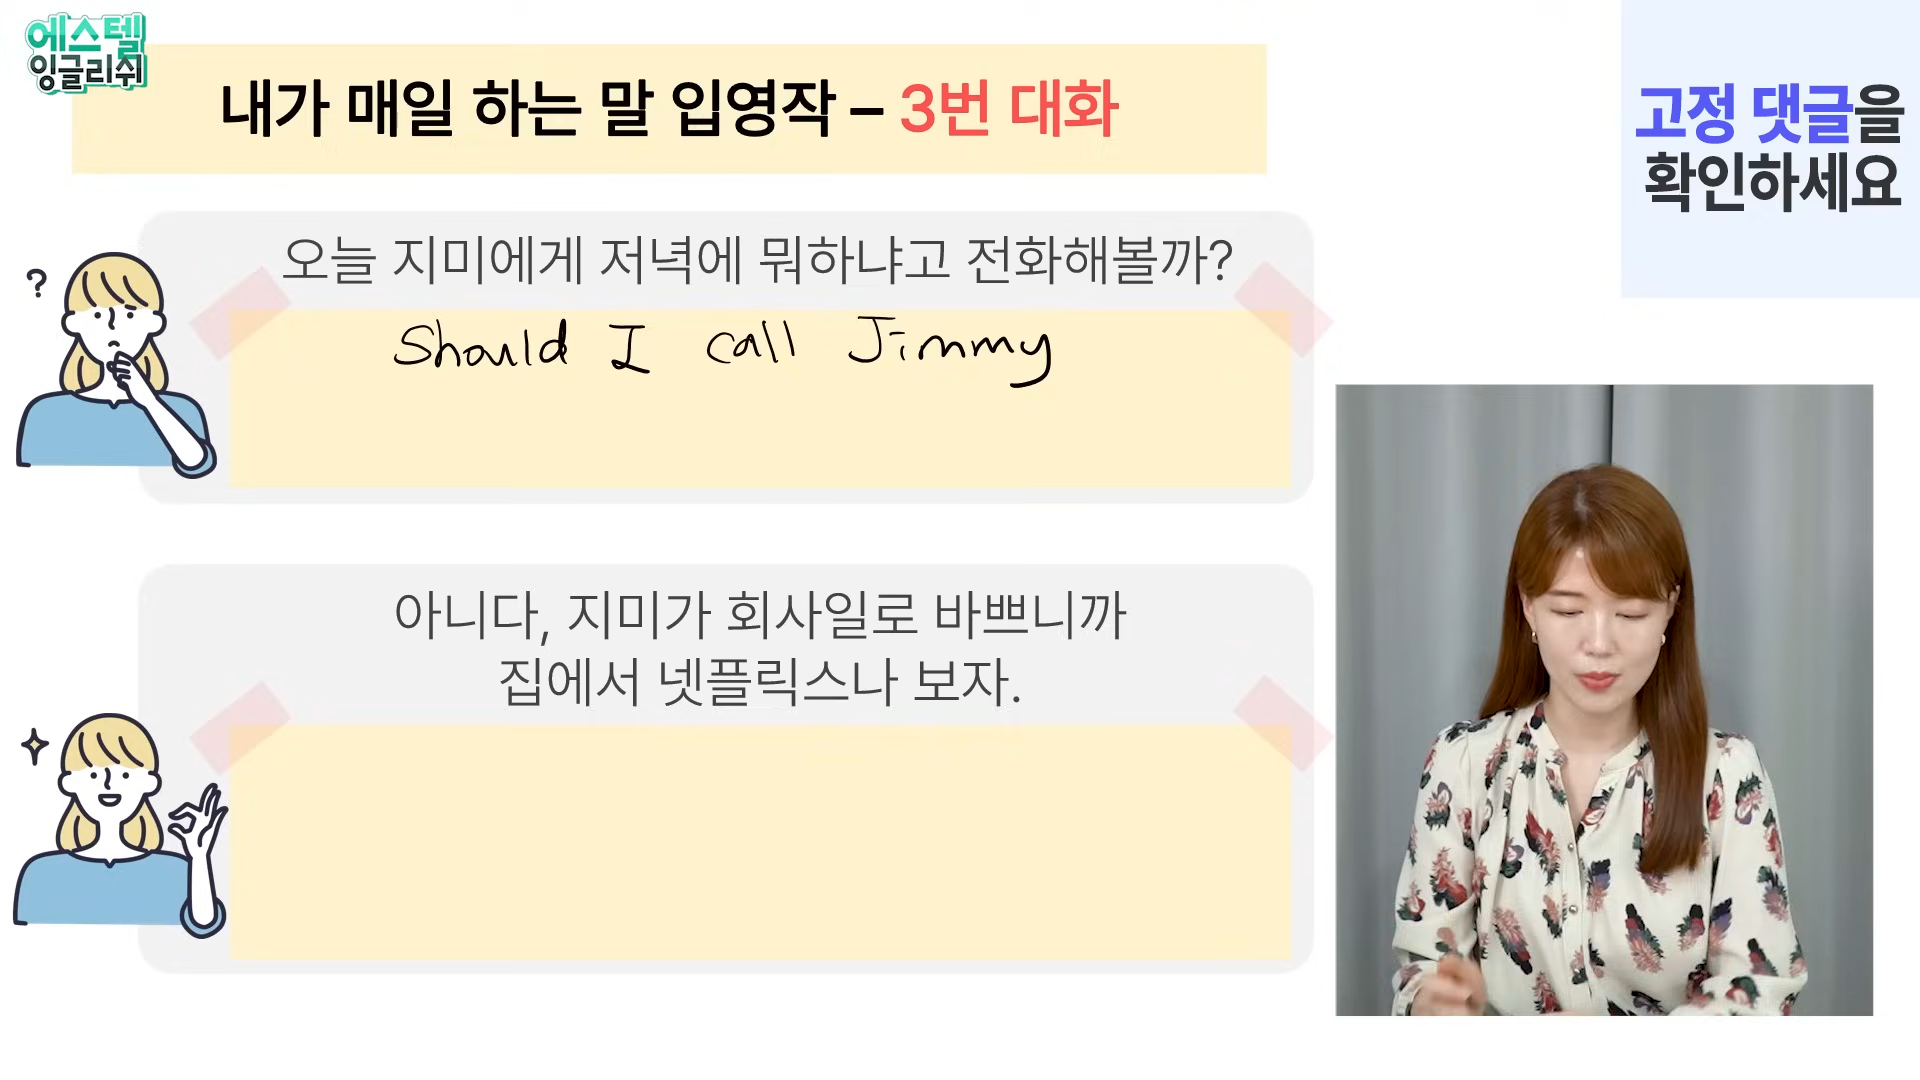 에스텔
잉글리쉬
내가 매일 하는 말 입영작 – 3번 대화
고정 댓글을
확인하세요
오늘 지미에게 저녁에 뭐하냐고 전화해볼까?
?
Should I call Jimmy
아니다, 지미가 회사일로 바쁘니까
집에서 넷플릭스나 보자.